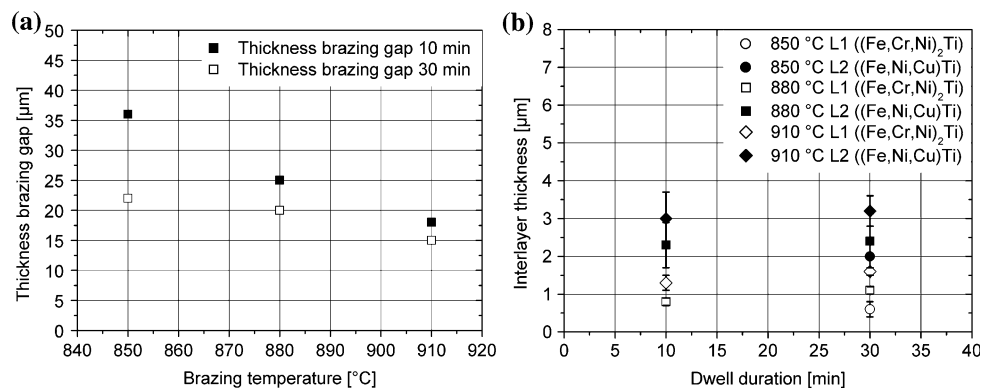 (a)
50
45
40
35
30
25
20
15
10
5
0
Thickness brazing gap [µm]
Thickness brazing gap 10 min
Thickness brazing gap 30 min
840 850 860 870 880 890 900 910 920
Brazing temperature [°C]
(b)
8
7
6
5
4
3
2
1
0
Interlayer thickness [µm]
850 °C L1 ((Fe,Cr,Ni)₂Ti)
850 °C L2 ((Fe,Ni,Cu)Ti)
880 °C L1 ((Fe,Cr,Ni)₂Ti)
880 °C L2 ((Fe,Ni,Cu)Ti)
910 °C L1 ((Fe,Cr,Ni)₂Ti)
910 °C L2 ((Fe,Ni,Cu)Ti)
0 5 10 15 20 25 30 35 40
Dwell duration [min]